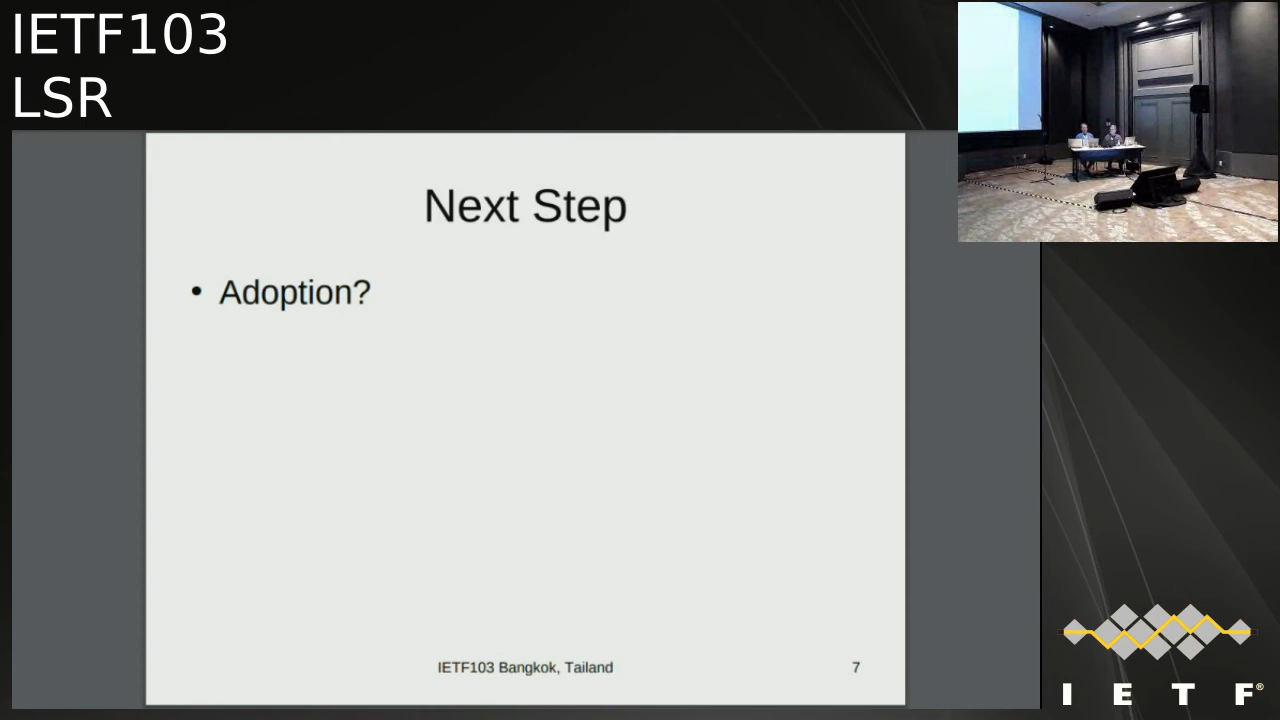 IETF103
LSR
Next Step
• Adoption?
IETF103 Bangkok, Tailand
7
I E T F®